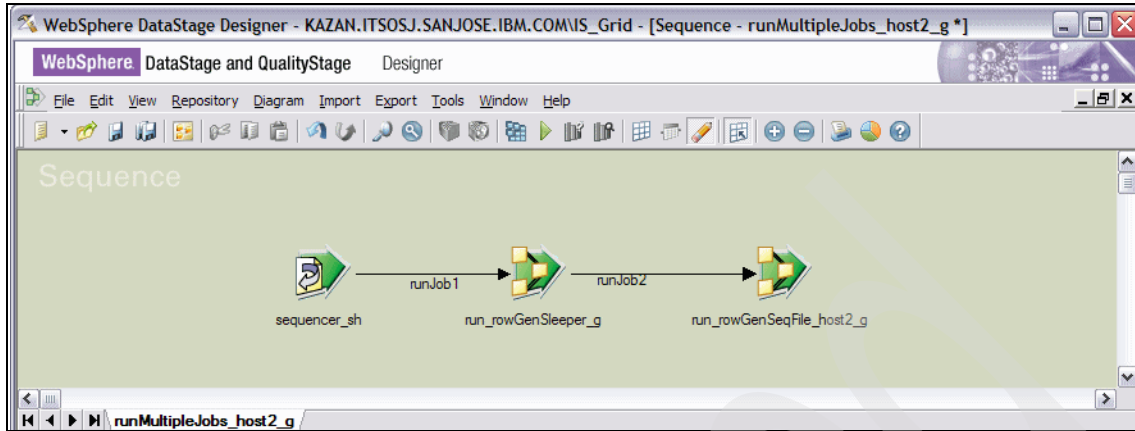 WebSphere DataStage Designer - KAZAN.ITSOSJ.SANJOSE.IBM.COM\IS_Grid - [Sequence - runMultipleJobs_host2_g *]
WebSphere. DataStage and QualityStage Designer
File Edit View Repository Diagram Import Export Tools Window Help
Sequence
runJob1 runJob2
sequencer_sh run_rowGenSleeper_g run_rowGenSeqFile_host2_g
runMultipleJobs_host2_g